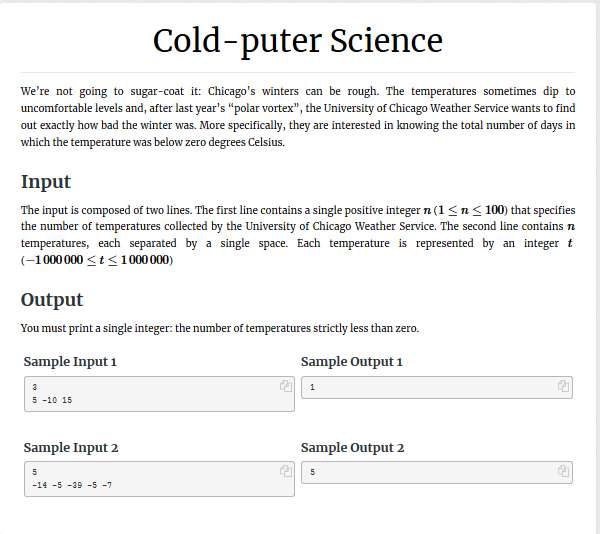 Cold-puter Science
We're not going to sugar-coat it: Chicago's winters can be rough. The temperatures sometimes dip to
uncomfortable levels and, after last year's “polar vortex”, the University of Chicago Weather Service wants to find
out exactly how bad the winter was. More specifically, they are interested in knowing the total number of days in
which the temperature was below zero degrees Celsius.
Input
The input is composed of two lines. The first line contains a single positive integer n (1 ≤ n ≤ 100) that specifies
the number of temperatures collected by the University of Chicago Weather Service. The second line contains n
temperatures, each separated by a single space. Each temperature is represented by an integer t
(−1 000 000 ≤ t ≤ 1 000 000)
Output
You must print a single integer: the number of temperatures strictly less than zero.
Sample Input 1
3
5 -10 15
Sample Output 1
1
Sample Input 2
5
-14 -5 -39 -5 -7
Sample Output 2
5